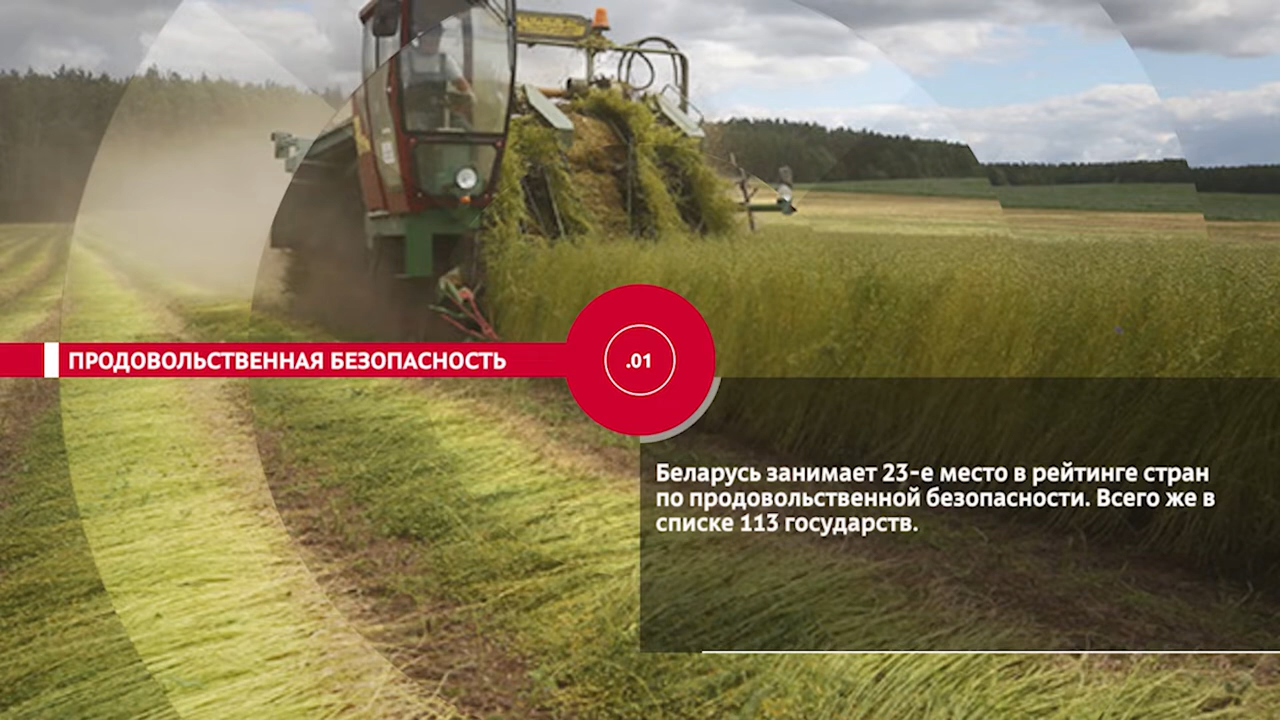 ПРОДОВОЛЬСТВЕННАЯ БЕЗОПАСНОСТЬ
.01
Беларусь занимает 23-е место в рейтинге стран
по продовольственной безопасности. Всего же в
списке 113 государств.